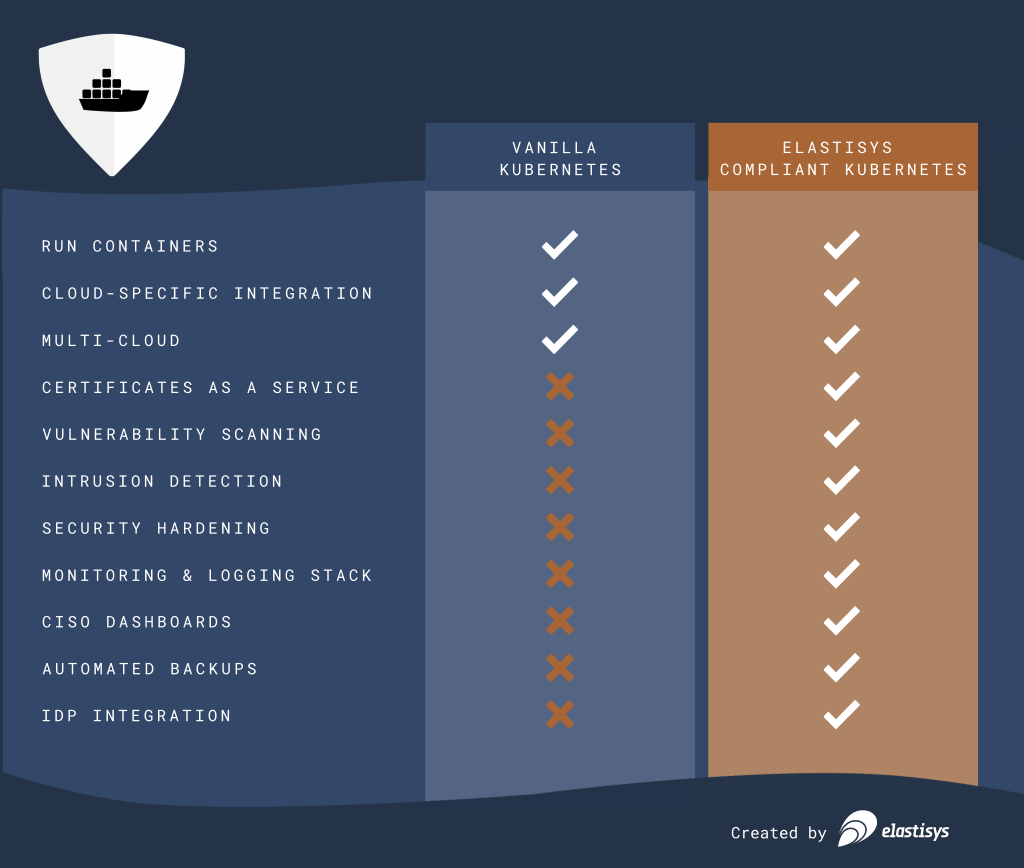 VANILLA
KUBERNETES
ELASTISYS
COMPLIANT KUBERNETES
RUN CONTAINERS
CLOUD-SPECIFIC INTEGRATION
MULTI-CLOUD
CERTIFICATES AS A SERVICE
VULNERABILITY SCANNING
INTRUSION DETECTION
SECURITY HARDENING
MONITORING & LOGGING STACK
CISO DASHBOARDS
AUTOMATED BACKUPS
IDP INTEGRATION
Created by elastisys